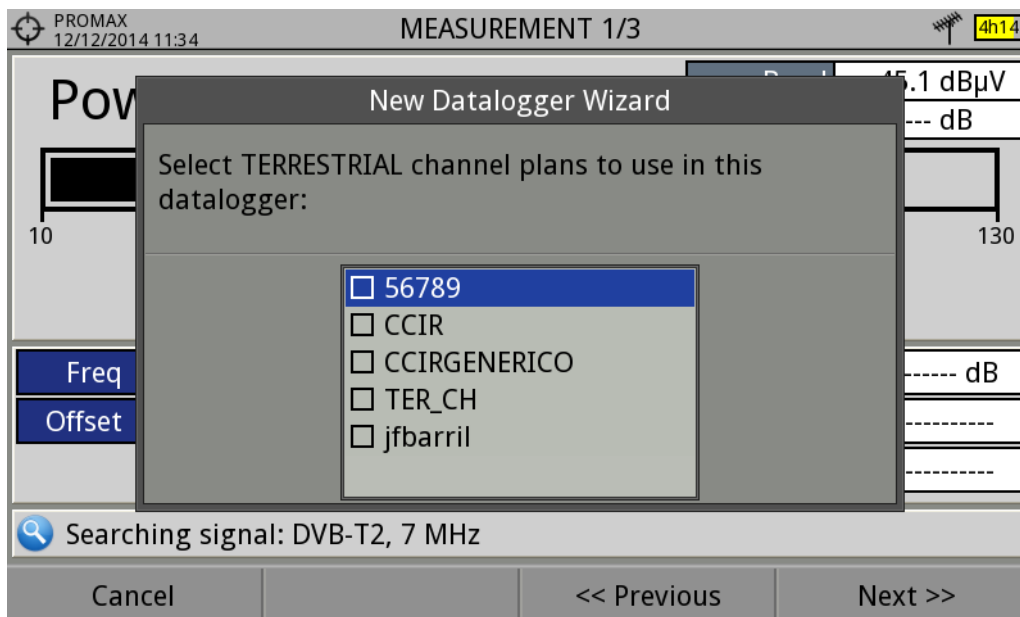 PROMAX
12/12/2014 11:34
MEASUREMENT 1/3
4h14
Pow
.1 dBµV
--- dB
New Datalogger Wizard
Select TERRESTRIAL channel plans to use in this
datalogger:
10
130
56789
CCIR
CCIRGENERICO
TER_CH
jfbarril
Freq
------ dB
Offset
----------
----------
Searching signal: DVB-T2, 7 MHz
Cancel
<< Previous
Next >>